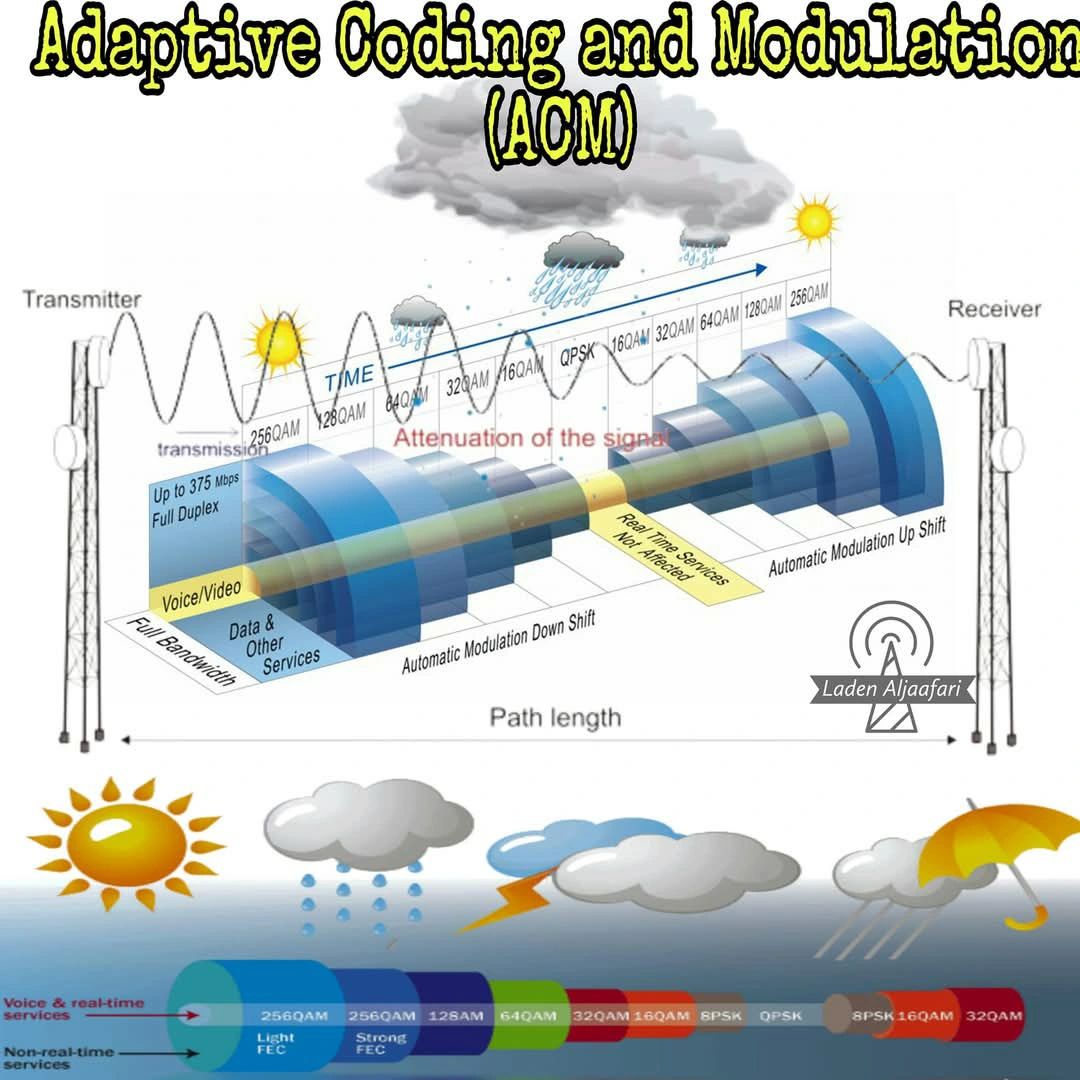 Adaptive Coding and Modulation
(ACM)
Transmitter
Receiver
TIME
256QAM
128QAM
64QAM
32QAM
16QAM
QPSK
16QAM
32QAM
64QAM
128QAM
256QAM
transmission
Attenuation of the signal
Up to 375 Mbps
Full Duplex
Voice/Video
Full Bandwidth
Data &
Other
Services
Real Time Services
Not Affected
Automatic Modulation Down Shift
Automatic Modulation Up Shift
Laden Aljaafari
Path length
Voice & real-time
services
Non-real-time
services
256QAM
Light
FEC
256QAM
Strong
FEC
128AM
64QAM
32QAM
16QAM
8PSK
QPSK
8PSK
16QAM
32QAM